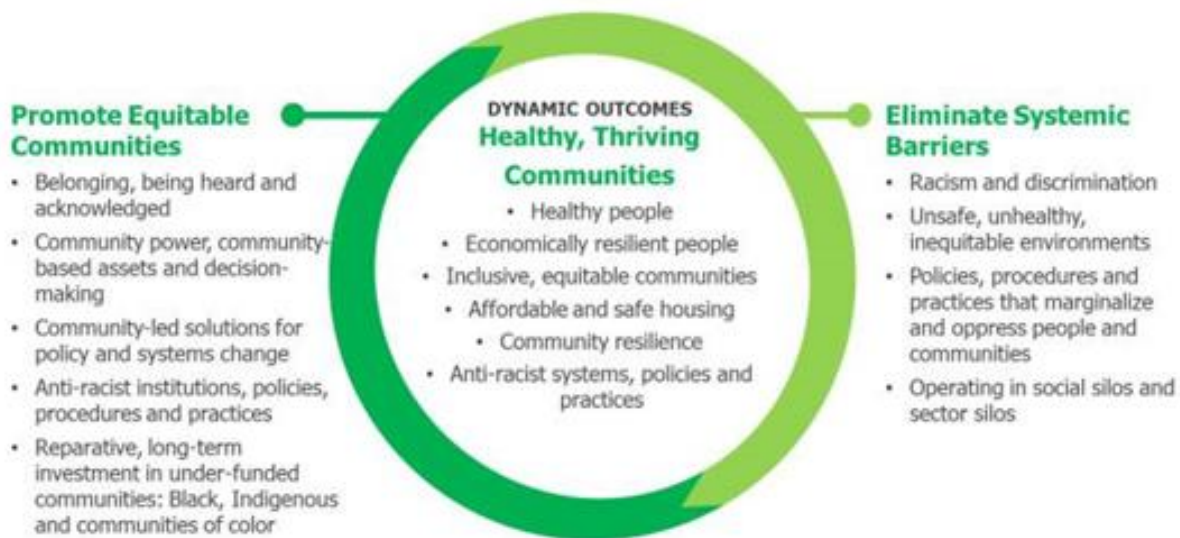 Promote Equitable
Communities
• Belonging, being heard and
acknowledged
• Community power, community-
based assets and decision-
making
• Community-led solutions for
policy and systems change
• Anti-racist institutions, policies,
procedures and practices
• Reparative, long-term
investment in under-funded
communities: Black, Indigenous
and communities of color
DYNAMIC OUTCOMES
Healthy, Thriving
Communities
• Healthy people
• Economically resilient people
• Inclusive, equitable communities
• Affordable and safe housing
• Community resilience
• Anti-racist systems, policies and
practices
Eliminate Systemic
Barriers
• Racism and discrimination
• Unsafe, unhealthy,
inequitable environments
• Policies, procedures and
practices that marginalize
and oppress people and
communities
• Operating in social silos and
sector silos